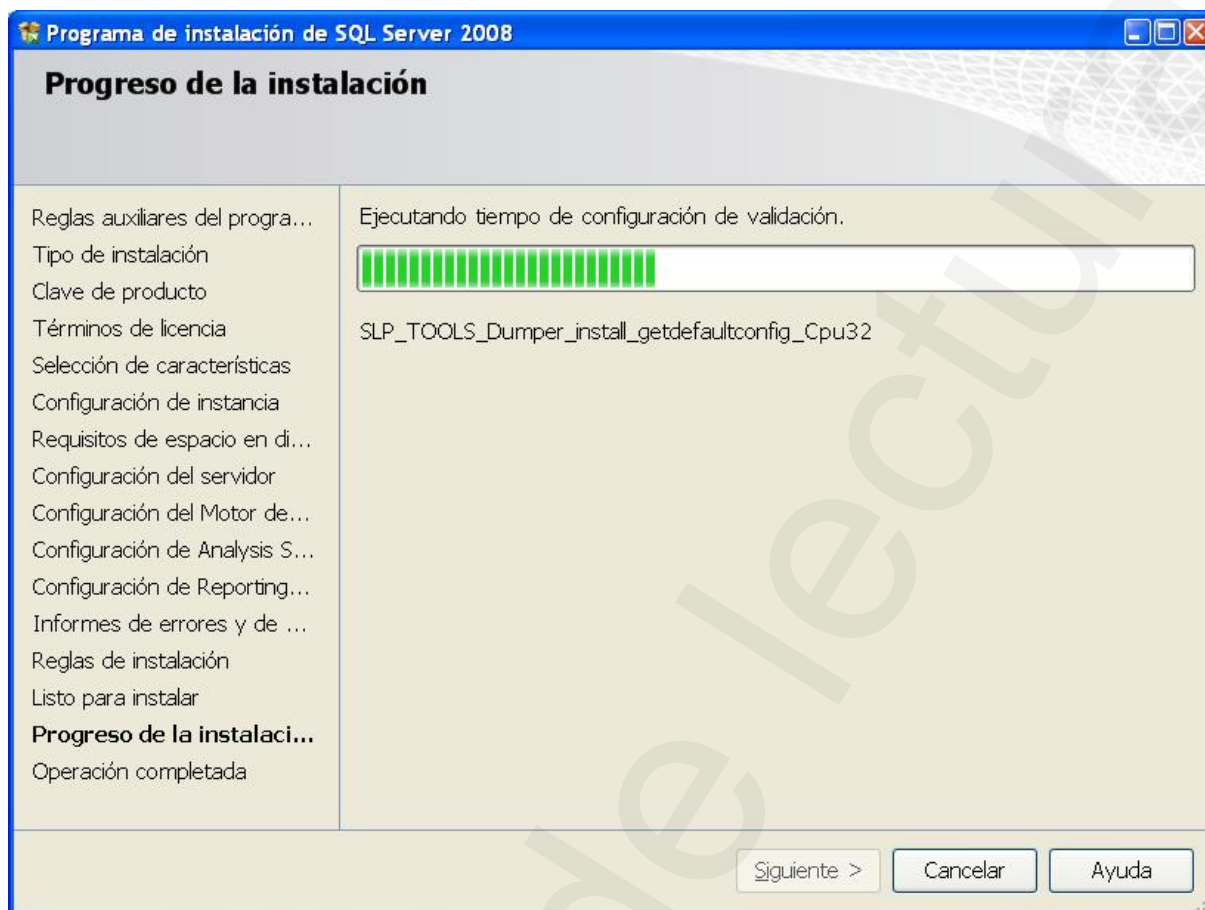 Programa de instalación de SQL Server 2008
Progreso de la instalación
Reglas auxiliares del progra...
Tipo de instalación
Clave de producto
Términos de licencia
Selección de características
Configuración de instancia
Requisitos de espacio en di...
Configuración del servidor
Configuración del Motor de...
Configuración de Analysis S...
Configuración de Reporting...
Informes de errores y de ...
Reglas de instalación
Listo para instalar
Progreso de la instalaci...
Operación completada
Ejecutando tiempo de configuración de validación.
SLP_TOOLS_Dumper_install_getdefaultconfig_Cpu32
Siguiente >
Cancelar
Ayuda
de lectura